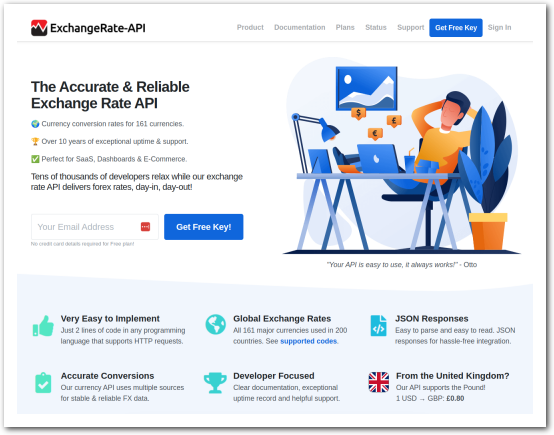 ExchangeRate-API
Product Documentation Plans Status Support Get Free Key Sign In
The Accurate & Reliable
Exchange Rate API
Currency conversion rates for 161 currencies.
Over 10 years of exceptional uptime & support.
Perfect for SaaS, Dashboards & E-Commerce.
Tens of thousands of developers relax while our exchange
rate API delivers forex rates, day-in, day-out!
Your Email Address
Get Free Key!
No credit card details required for Free plan!
$
£
€
"Your API is easy to use, it always works!" - Otto
Very Easy to Implement
Just 2 lines of code in any programming
language that supports HTTP requests.
Global Exchange Rates
All 161 major currencies used in 200
countries. See supported codes.
JSON Responses
Easy to parse and easy to read. JSON
responses for hassle-free integration.
Accurate Conversions
Our currency API uses multiple sources
for stable & reliable FX data.
Developer Focused
Clear documentation, exceptional
uptime record and helpful support.
From the United Kingdom?
Our API supports the Pound!
1 USD → GBP: £0.80